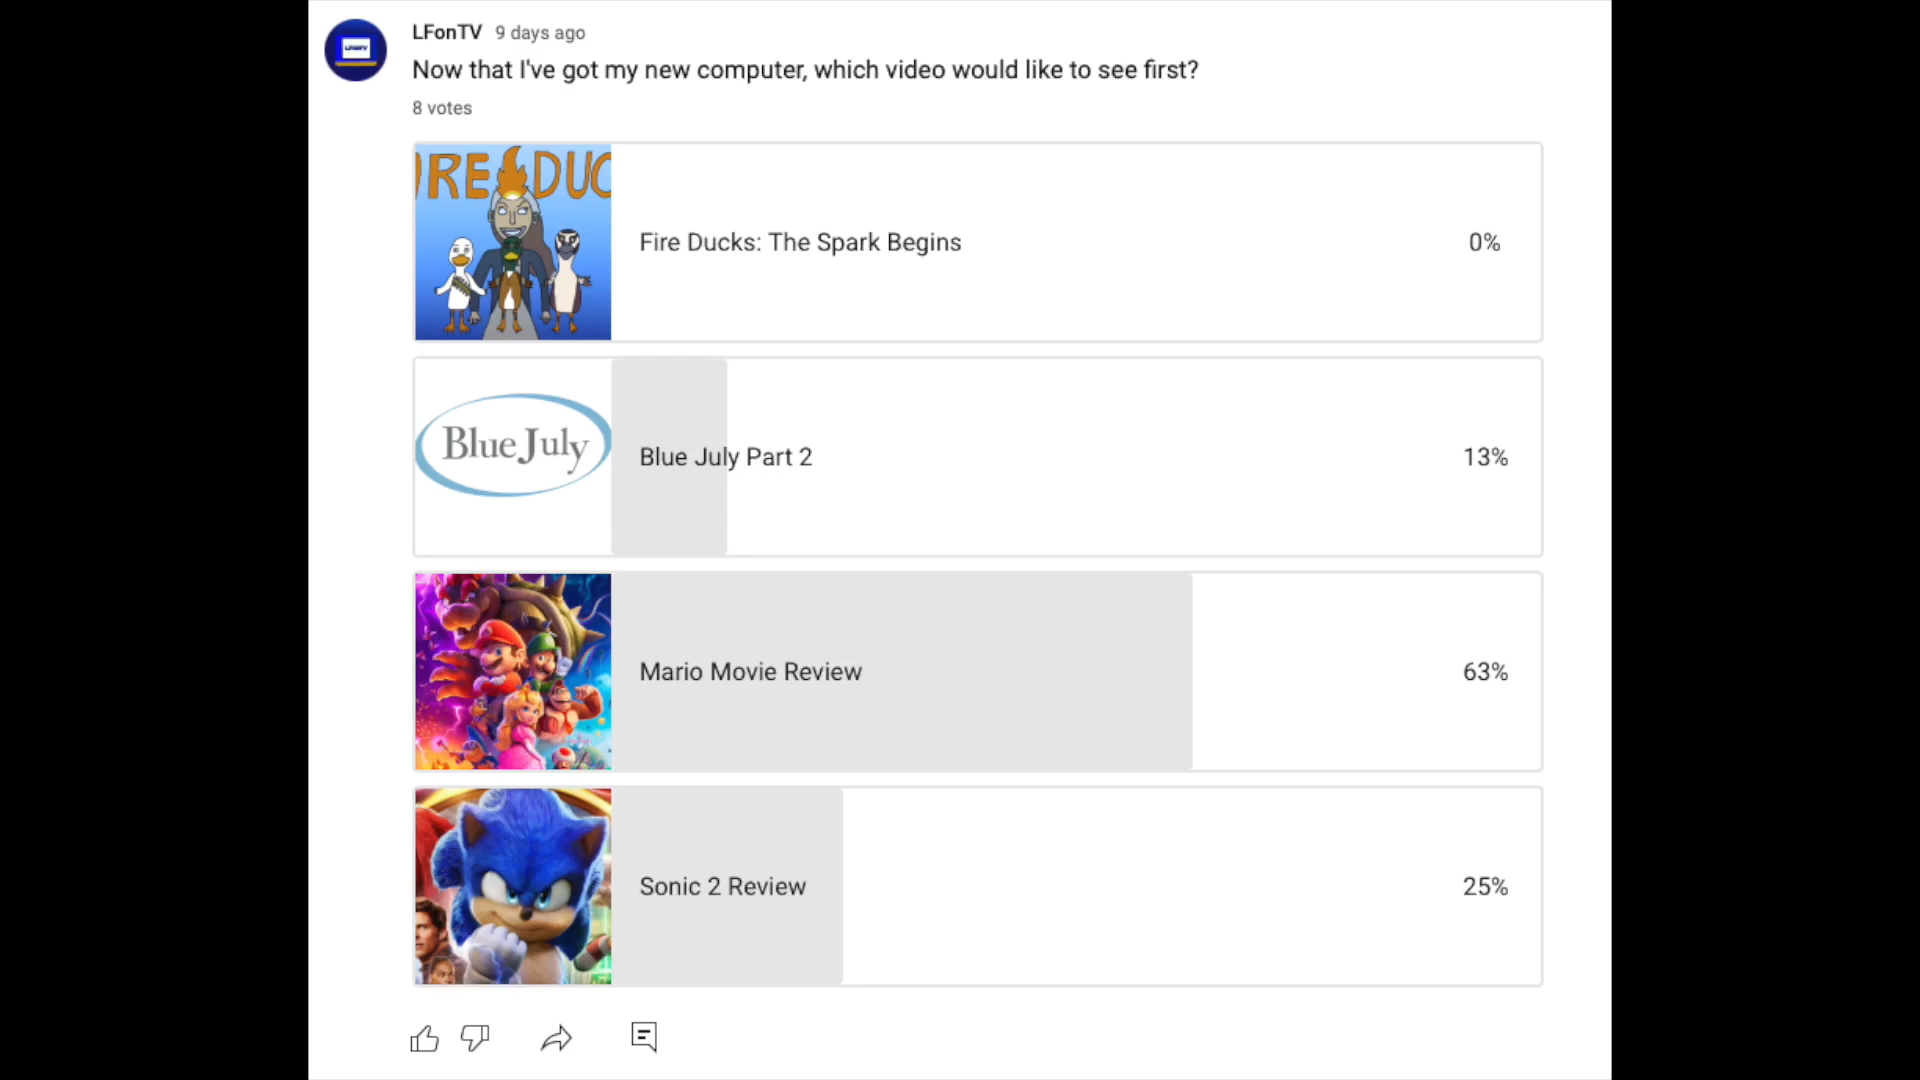 LFonTV 9 days ago
Now that I've got my new computer, which video would like to see first?
8 votes
IRE DUC
Fire Ducks: The Spark Begins 0%
Blue July
Blue July Part 2 13%
Mario Movie Review 63%
Sonic 2 Review 25%